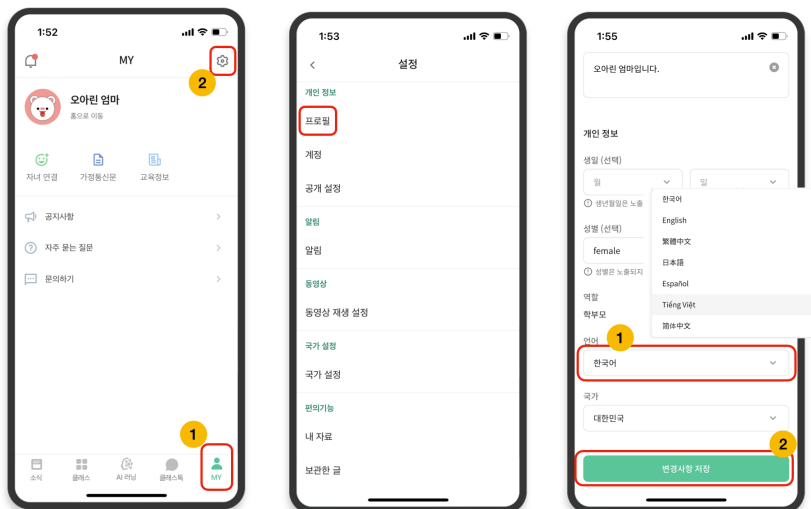 1:52
MY
2
오아린 엄마
홈으로 이동
자녀 연결 가정통신문 교육정보
공지사항
자주 묻는 질문
문의하기
1
소식 클래스 AI 러닝 클래스톡 MY
1:53
설정
개인 정보
프로필
계정
공개 설정
알림
알림
동영상
동영상 재생 설정
국가 설정
국가 설정
편의기능
내 자료
보관한 글
1:55
오아린 엄마입니다.
개인 정보
생일 (선택)
월 일
생년월일은 노출
성별 (선택)
female
성별은 노출되지
역할
학부모
한국어
English
繁體中文
日本語
Español
Tiếng Việt
简体中文
언어
1
한국어
국가
대한민국
2
변경사항 저장